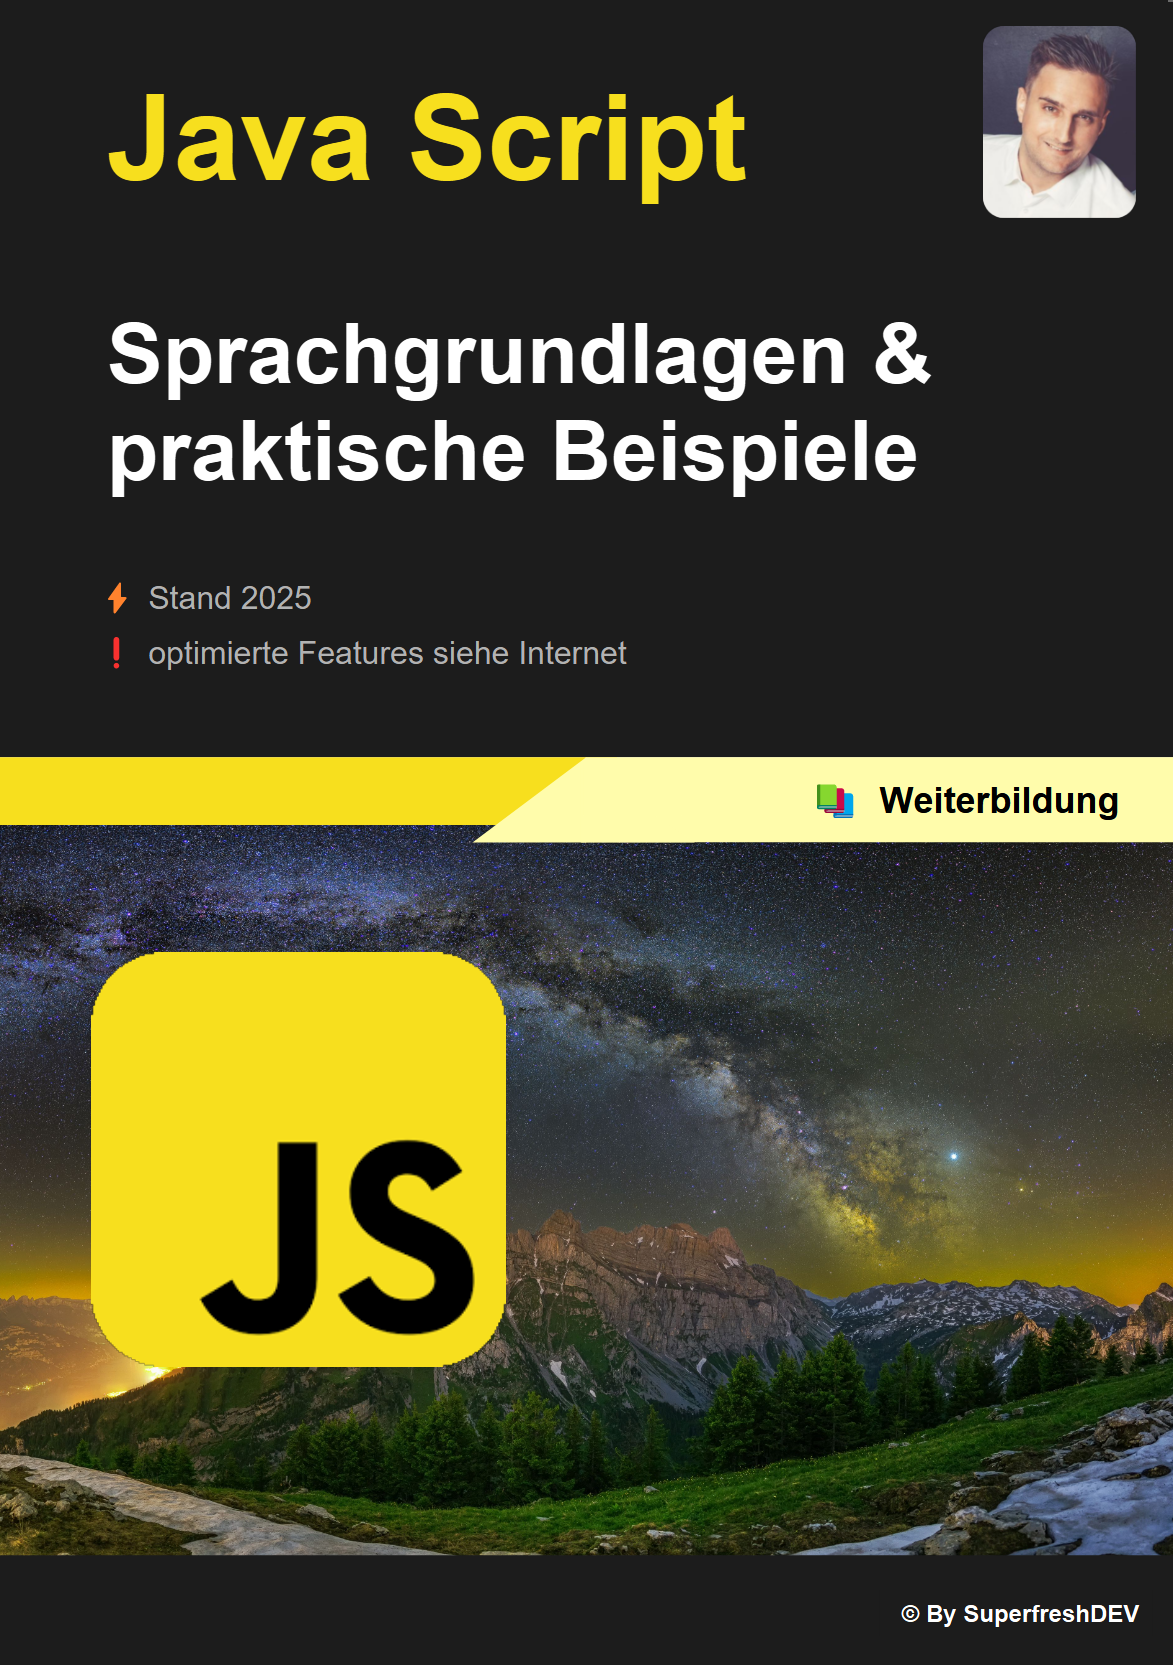 Java Script
Sprachgrundlagen &
praktische Beispiele
Stand 2025
optimierte Features siehe Internet
Weiterbildung
JS
© By SuperfreshDEV